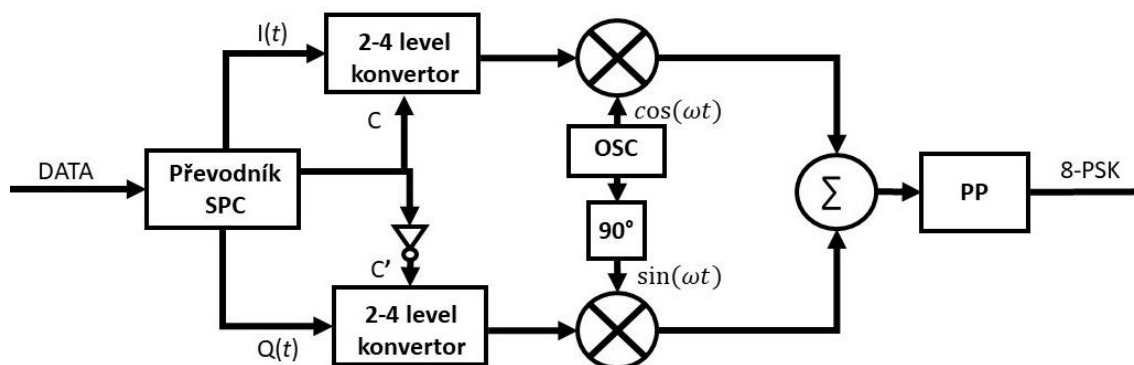 I(t)
2-4 level
konvertor
C
cos(ωt)
OSC
DATA
Převodník
SPC
∑
PP
8-PSK
90°
C’
sin(ωt)
2-4 level
konvertor
Q(t)